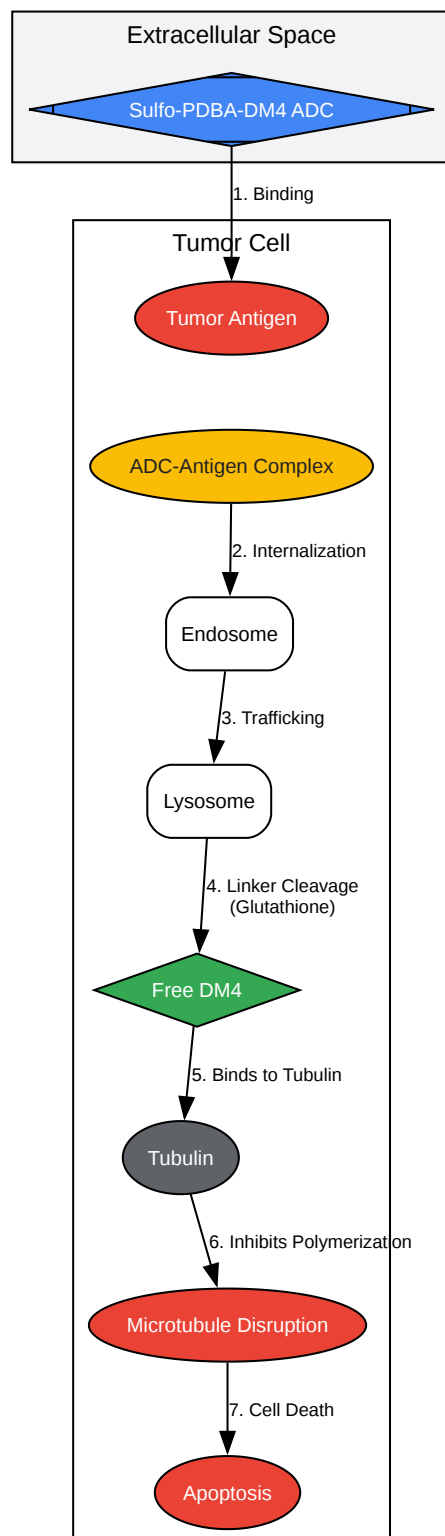 Extracellular Space
Sulfo-PDBA-DM4 ADC
1. Binding
Tumor Cell
Tumor Antigen
ADC-Antigen Complex
2. Internalization
Endosome
3. Trafficking
Lysosome
4. Linker Cleavage
(Glutathione)
Free DM4
5. Binds to Tubulin
Tubulin
6. Inhibits Polymerization
Microtubule Disruption
7. Cell Death
Apoptosis